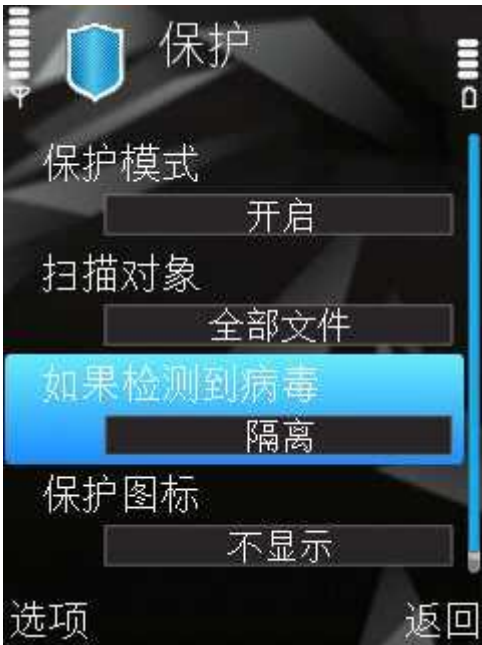 保护
保护模式
开启
扫描对象
全部文件
如果检测到病毒
隔离
保护图标
不显示
选项 返回